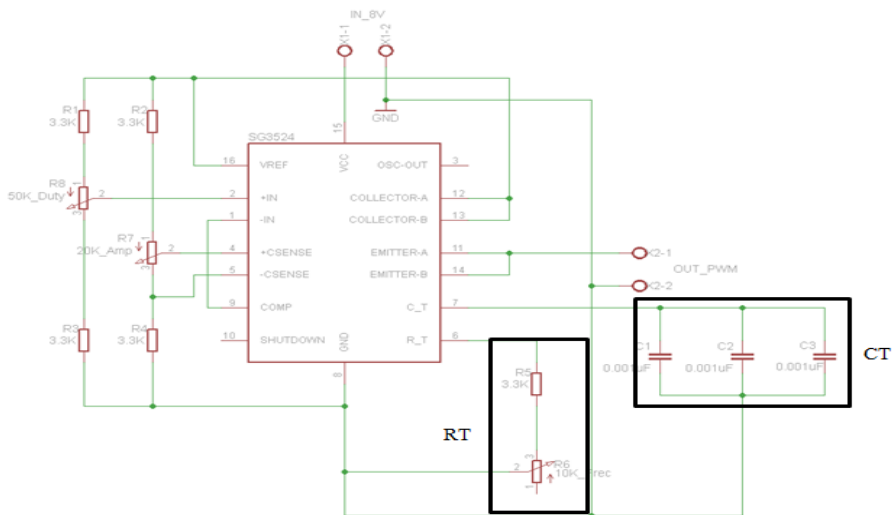 IN_8V
X1-1
X1-2
GND
R1
3.3K
R2
3.3K
SG3524
15
VCC
16 VREF OSC-OUT 3
2 +IN COLLECTOR-A 12
1 -IN COLLECTOR-B 13
4 +CSENSE EMITTER-A 11
5 -CSENSE EMITTER-B 14
9 COMP C_T 7
10 SHUTDOWN R_T 6
GND
8
R8
50K_Duty
1
2
3
R7
20K_Amp
1
2
3
R3
3.3K
R4
3.3K
X2-1
OUT_PWM
X2-2
C1
0.001uF
C2
0.001uF
C3
0.001uF
CT
R5
3.3K
RT
3
2
R6
1